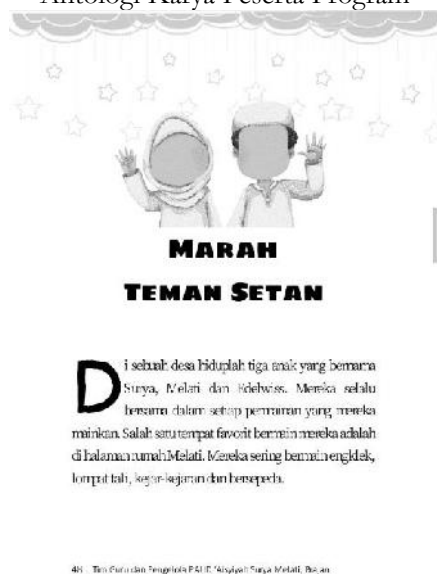 Antologi Karya Peserta Program
MARAH
TEMAN SETAN
Di sebuah desa hiduplah tiga anak yang bernama
Surya, Melati dan Edelwiss. Mereka selalu
bersama dalam setiap permainan yang mereka
mainkan. Salah satu tempat favorit bermain mereka adalah
di halaman rumah Melati. Mereka sering bermain engklek,
lompat tali, kejar-kejaran dan bersepeda.
48 Tim Guru dan Pengelola PAUD 'Aisyiyah Surya Melati, Brajan